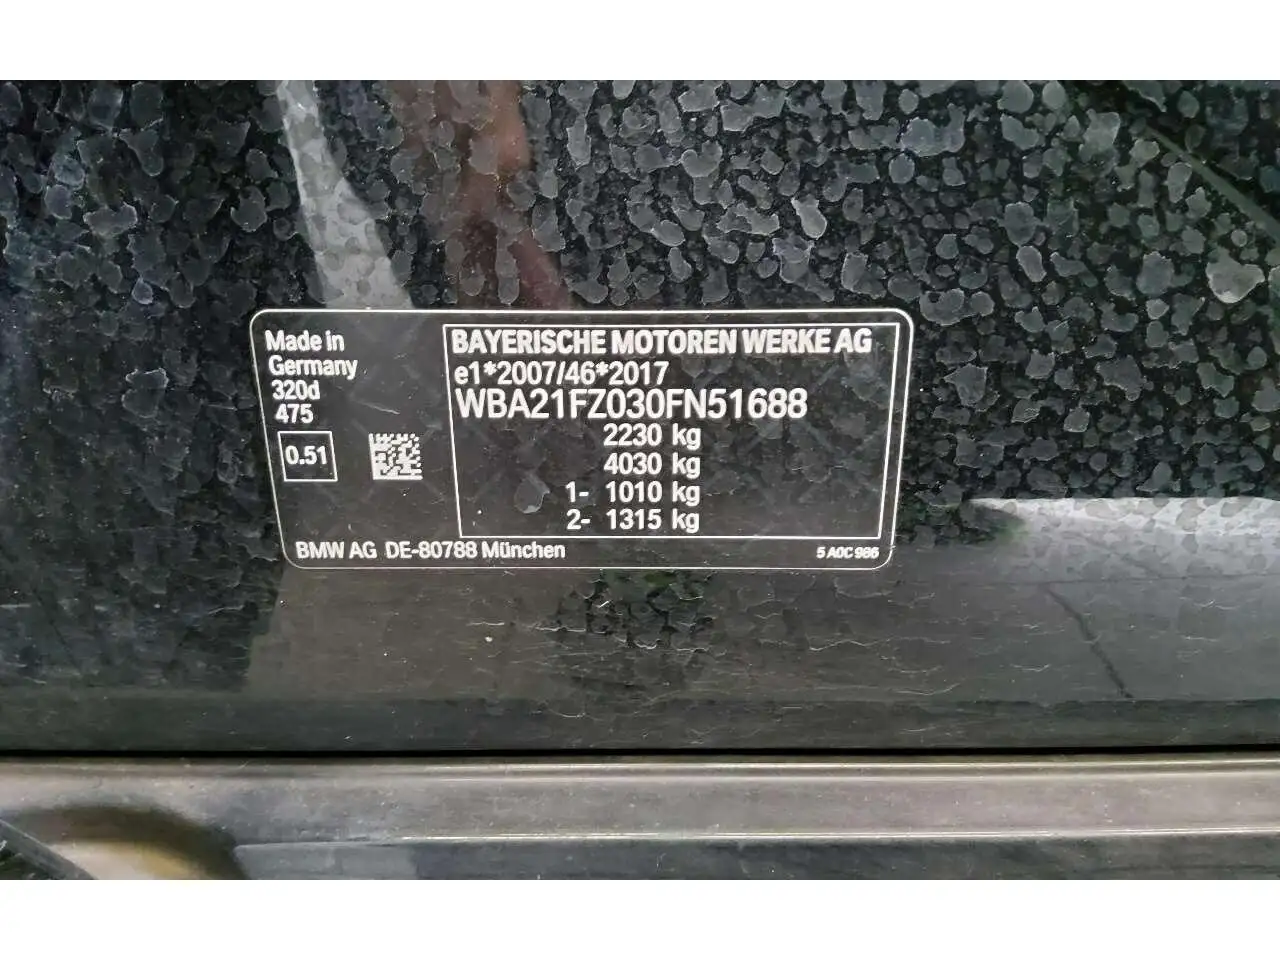 Made in
Germany
320d
475
0.51
BAYERISCHE MOTOREN WERKE AG
e1*2007/46*2017
WBA21FZ030FN51688
2230 kg
4030 kg
1- 1010 kg
2- 1315 kg
BMW AG DE-80788 München
5 A0C 986